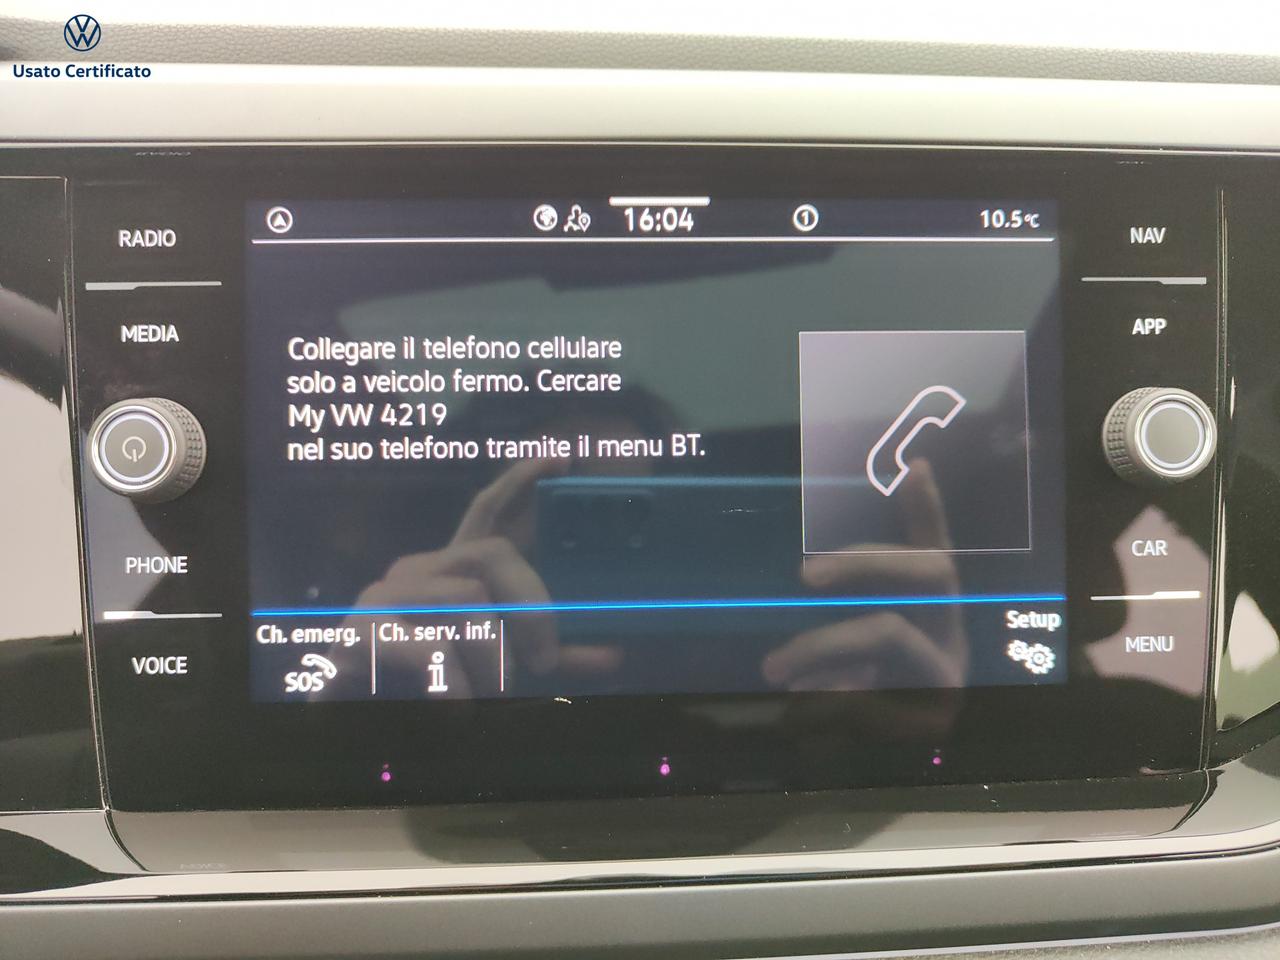 Usato Certificato
RADIO
MEDIA
PHONE
VOICE
16:04
1
10.5°C
Collegare il telefono cellulare
solo a veicolo fermo. Cercare
My VW 4219
nel suo telefono tramite il menu BT.
Ch. emerg.
SOS
Ch. serv. inf.
i
Setup
NAV
APP
CAR
MENU